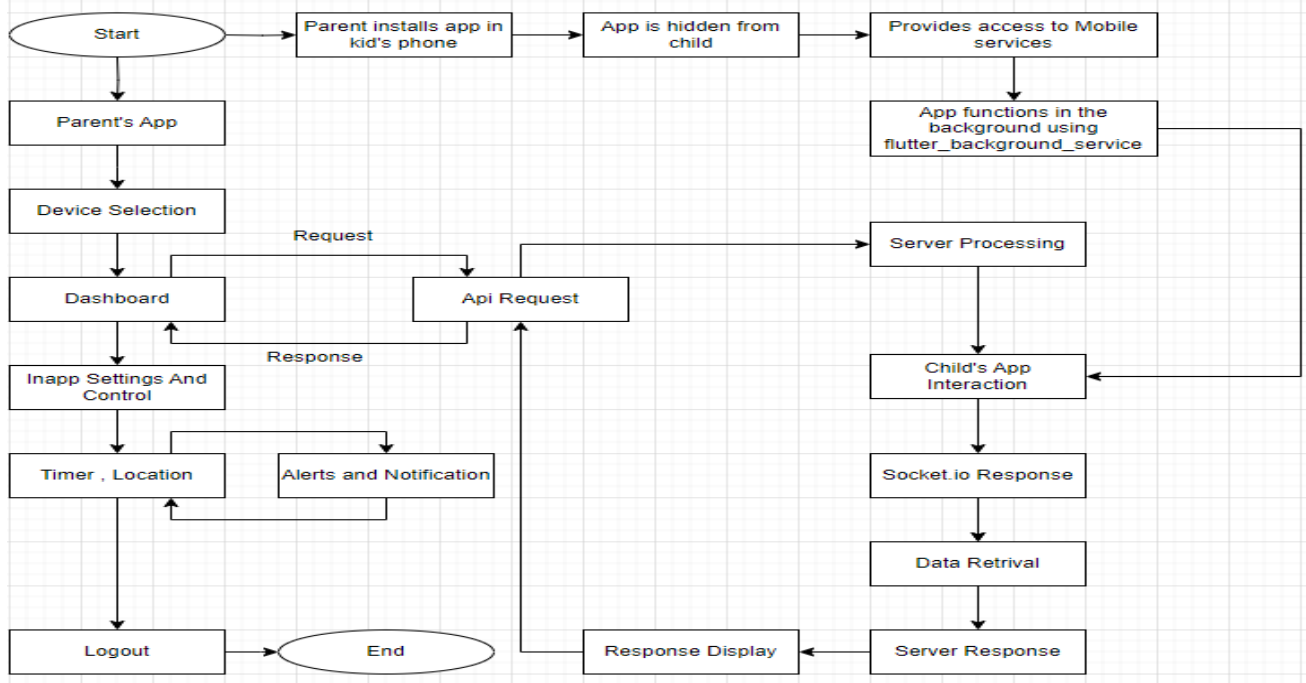 Start
Parent installs app in
kid's phone
App is hidden from
child
Provides access to Mobile
services
Parent's App
App functions in the
background using
flutter_background_service
Device Selection
Request
Server Processing
Dashboard
Api Request
Response
Inapp Settings And
Control
Child's App
Interaction
Timer , Location
Alerts and Notification
Socket.io Response
Data Retrival
Logout
End
Response Display
Server Response